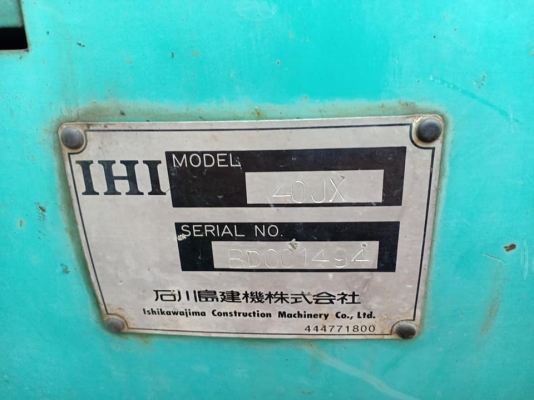 IHI
MODEL
40JX
SERIAL NO.
石川島建機株式会社
Ishikawajima Construction Machinery Co., Ltd.
444771800